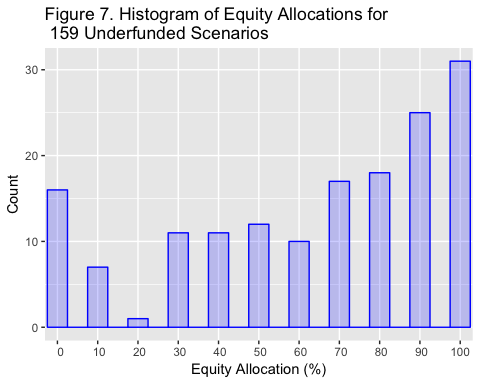 Figure 7. Histogram of Equity Allocations for
159 Underfunded Scenarios
30
20
10
0
Count
0 10 20 30 40 50 60 70 80 90 100
Equity Allocation (%)